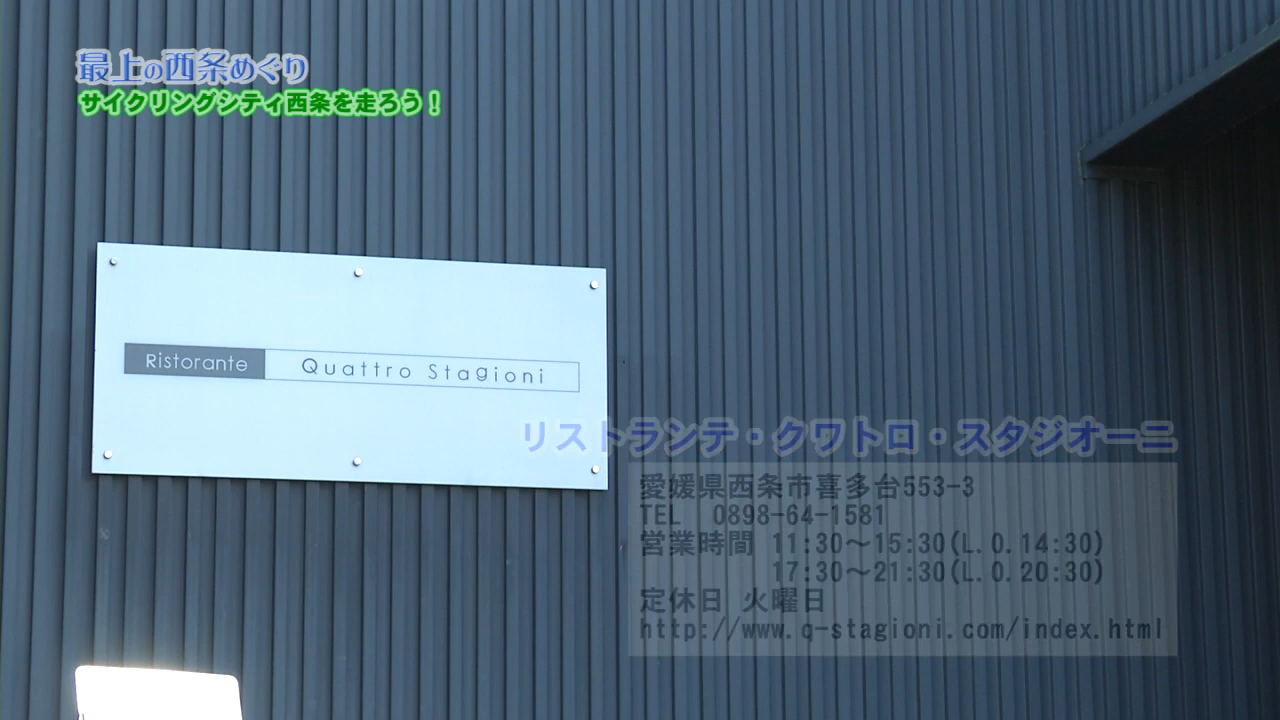 最上の西条めぐり
サイクリングシティ西条を走ろう！
Ristorante Quattro Stagioni
リストランテ・クワトロ・スタジオーニ
愛媛県西条市喜多台553-3
TEL 0898-64-1581
営業時間 11:30～15:30(L.O.14:30)
17:30～21:30(L.O.20:30)
定休日 火曜日
http://www.q-stagioni.com/index.html